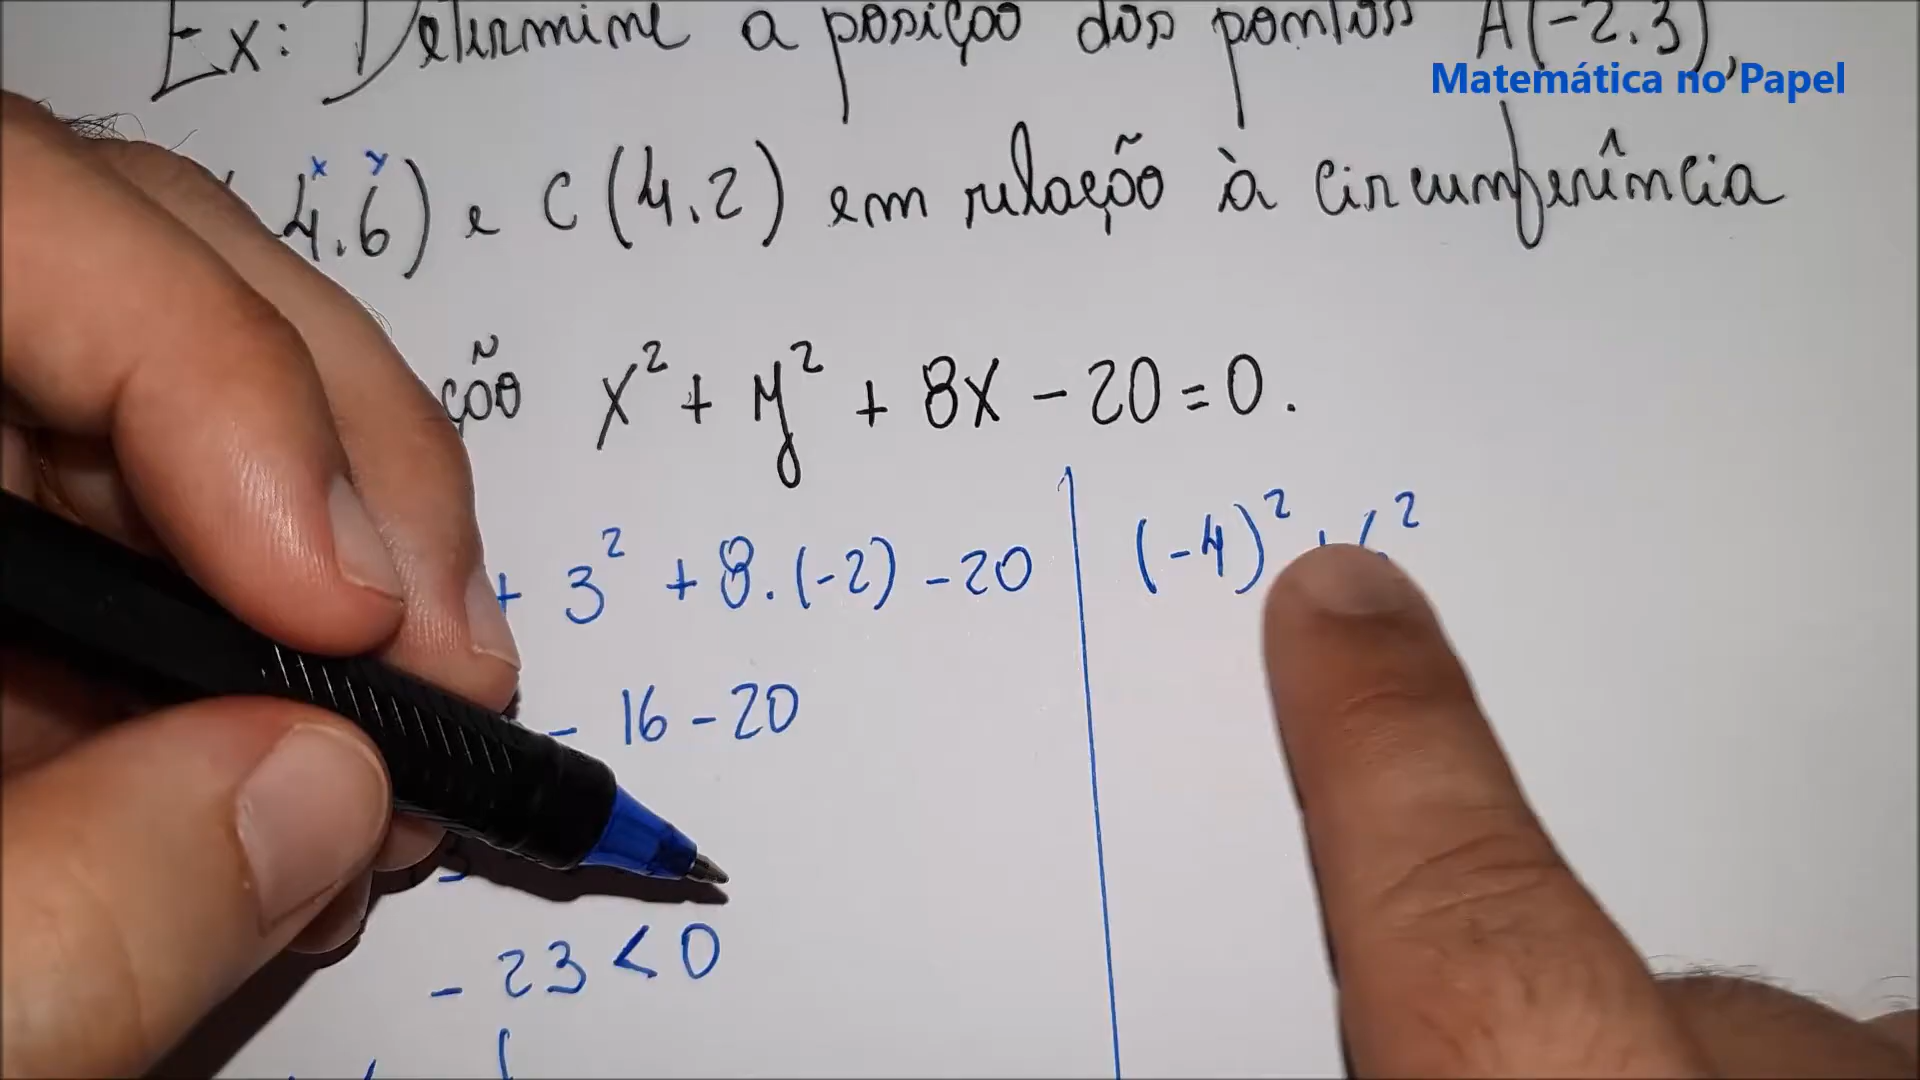 Ex: Determine a posição dos pontos A(-2.3),
Matemática no Papel
x y
4.6) e C (4.2) em relação à circunferência
ção x² + y² + 8x - 20 = 0.
+ 3² + 8.(-2) - 20 (-4)² + 2
- 16 - 20
- 23 < 0